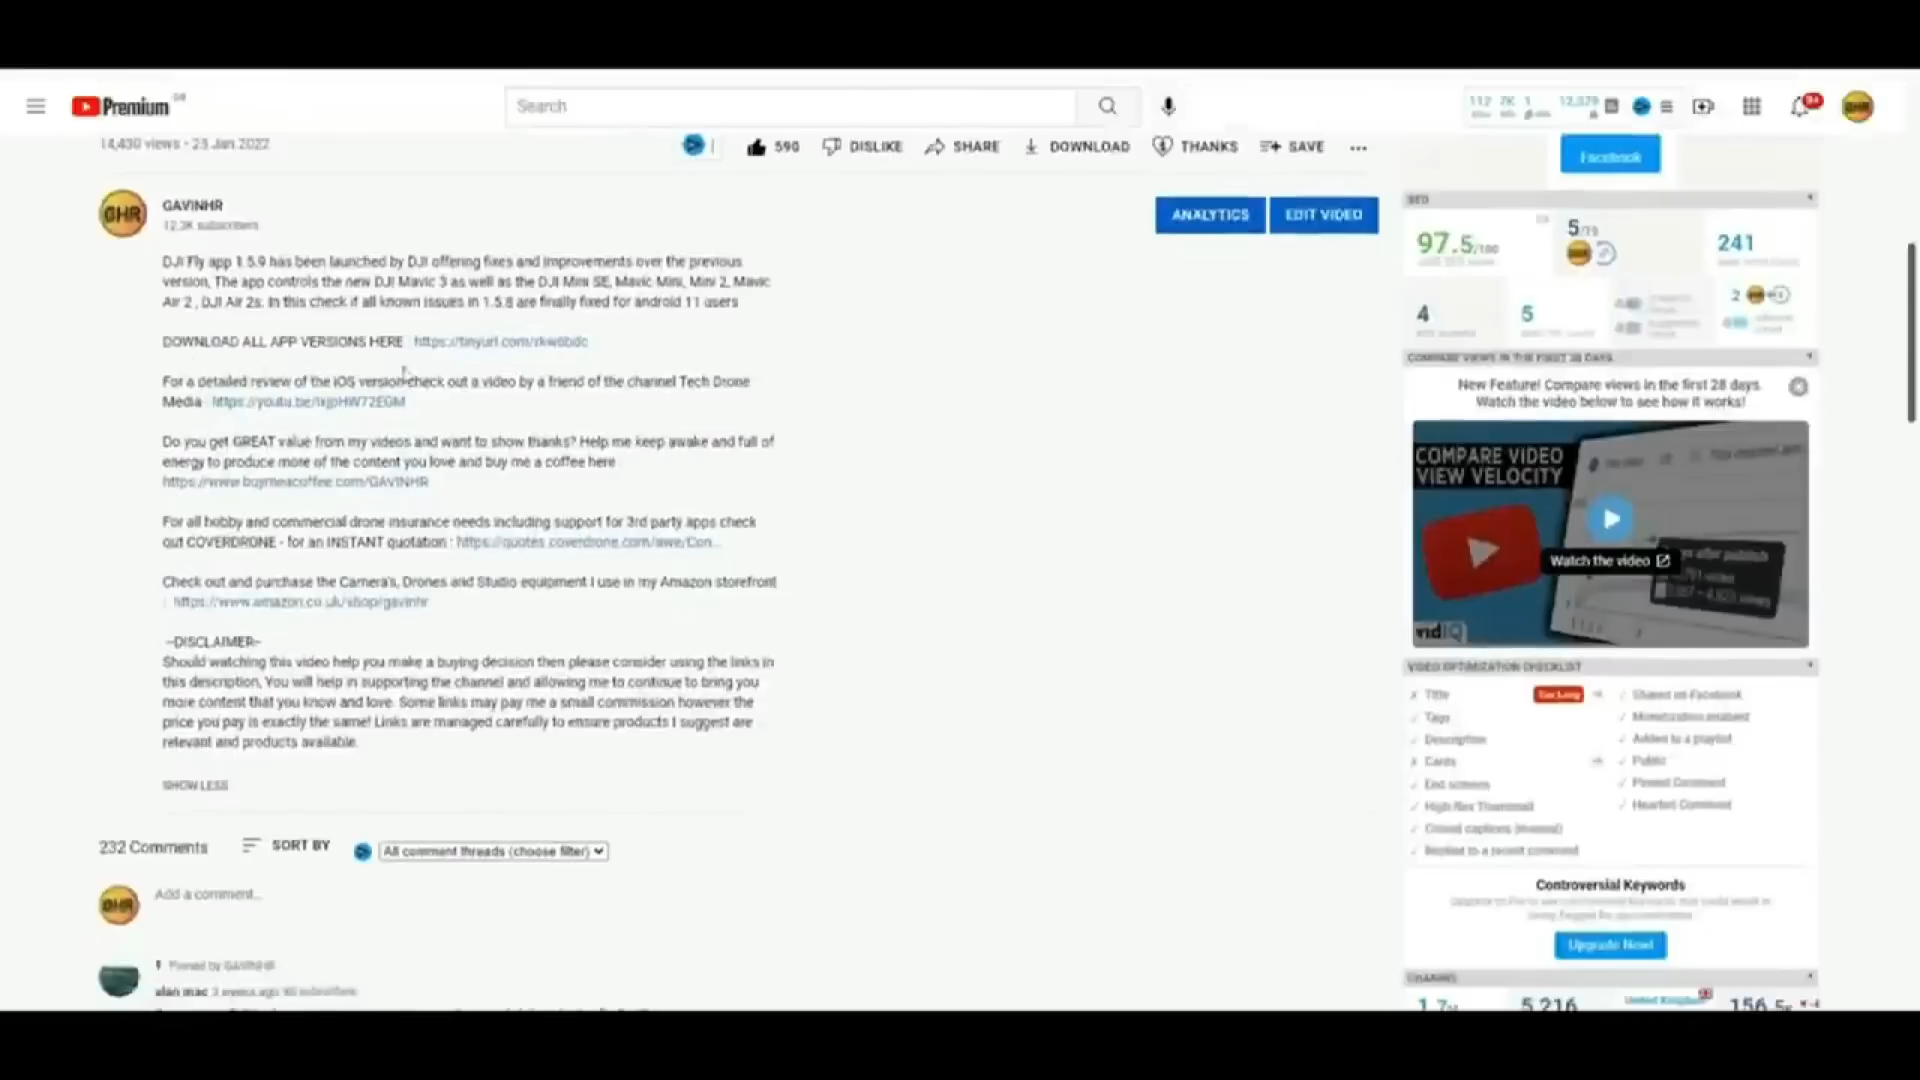 Premium GB
Search
112 7K 1 12,379
9+
14,430 views • 23 Jan 2022
590 DISLIKE SHARE DOWNLOAD THANKS SAVE ...
Facebook
GHR GAVINHR
12.3K subscribers
ANALYTICS EDIT VIDEO
DJI Fly app 1.5.9 has been launched by DJI offering fixes and improvements over the previous
version, The app controls the new DJI Mavic 3 as well as the DJI Mini SE, Mavic Mini, Mini 2, Mavic
Air 2 , DJI Air 2s. In this check if all known issues in 1.5.8 are finally fixed for android 11 users
DOWNLOAD ALL APP VERSIONS HERE
For a detailed review of the iOS version check out a video by a friend of the channel Tech Drone
Media
Do you get GREAT value from my videos and want to show thanks? Help me keep awake and full of
energy to produce more of the content you love and buy me a coffee here
https://www.buymeacoffee.com/GAVINHR
For all hobby and commercial drone insurance needs including support for 3rd party apps check
out COVERDRONE - for an INSTANT quotation : https://quotes.coverdrone.com/awe/Con...
Check out and purchase the Camera's, Drones and Studio equipment I use in my Amazon storefront
: https://www.amazon.co.uk/shop/gavinhr
--DISCLAIMER--
Should watching this video help you make a buying decision then please consider using the links in
this description, You will help in supporting the channel and allowing me to continue to bring you
more content that you know and love. Some links may pay me a small commission however the
price you pay is exactly the same! Links are managed carefully to ensure products I suggest are
relevant and products available.
SHOW LESS
232 Comments SORT BY All comment threads (choose filter)
Add a comment...
Pinned by GAVINHR
alan mac 3 weeks ago
SEO
97.5/100
5/15
241
4
5
2
COMPARE VIEWS IN THE FIRST 28 DAYS
New Feature! Compare views in the first 28 days.
Watch the video below to see how it works!
COMPARE VIDEO
VIEW VELOCITY
Watch the video
vidIQ
VIDEO OPTIMIZATION CHECKLIST
Title Too Long
Tags
Description
Cards
End screens
High-Res Thumbnail
Closed captions (manual)
Replied to a recent comment
Shared on Facebook
Monetization enabled
Added to a playlist
Public
Pinned Comment
Hearted Comment
Controversial Keywords
Upgrade Now!
CHANNEL
5,216
United Kingdom
156.5K